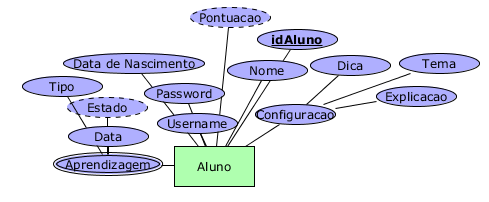 Pontuacao
idAluno
Data de Nascimento
Nome
Dica
Tema
Tipo
Password
Explicacao
Estado
Configuracao
Username
Data
Aprendizagem
Aluno